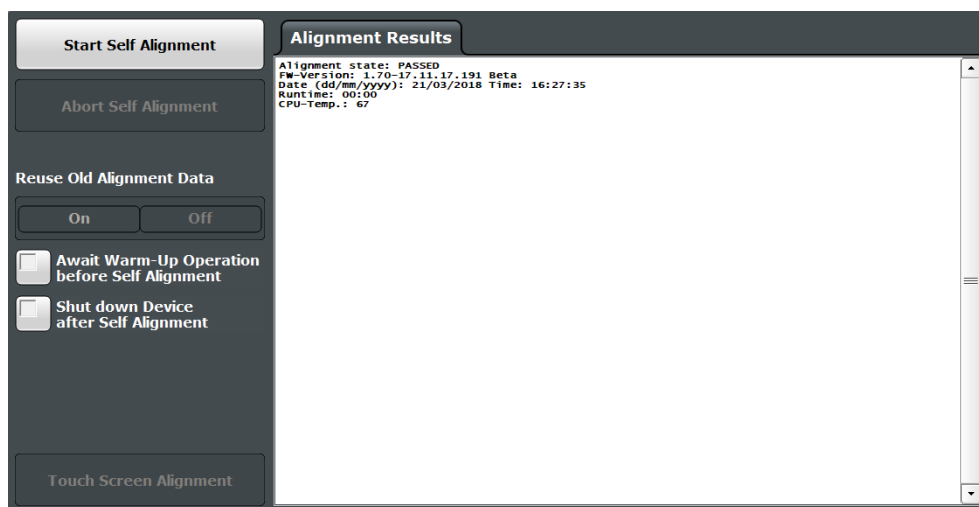 Start Self Alignment
Abort Self Alignment
Reuse Old Alignment Data
On
Off
Await Warm-Up Operation
before Self Alignment
Shut down Device
after Self Alignment
Touch Screen Alignment
Alignment Results
Alignment state: PASSED
FW-Version: 1.70-17.11.17.191 Beta
Date (dd/mm/yyyy): 21/03/2018 Time: 16:27:35
Runtime: 00:00
CPU-Temp.: 67